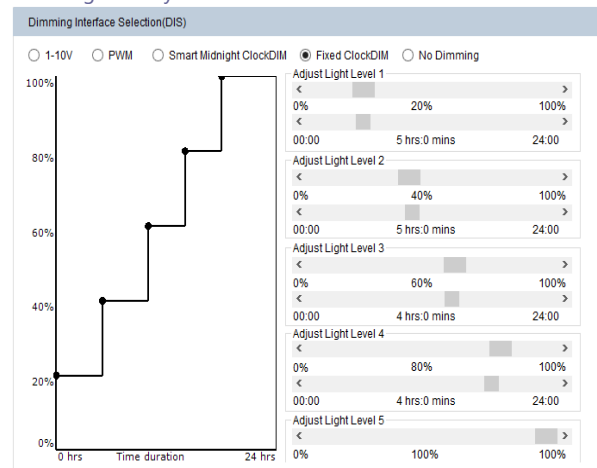 Dimming Interface Selection(DIS)
1-10V PWM Smart Midnight ClockDIM Fixed ClockDIM No Dimming
100%
80%
60%
40%
20%
0%
0 hrs Time duration 24 hrs
Adjust Light Level 1
0% 20% 100%
00:00 5 hrs:0 mins 24:00
Adjust Light Level 2
0% 40% 100%
00:00 5 hrs:0 mins 24:00
Adjust Light Level 3
0% 60% 100%
00:00 4 hrs:0 mins 24:00
Adjust Light Level 4
0% 80% 100%
00:00 4 hrs:0 mins 24:00
Adjust Light Level 5
0% 100% 100%